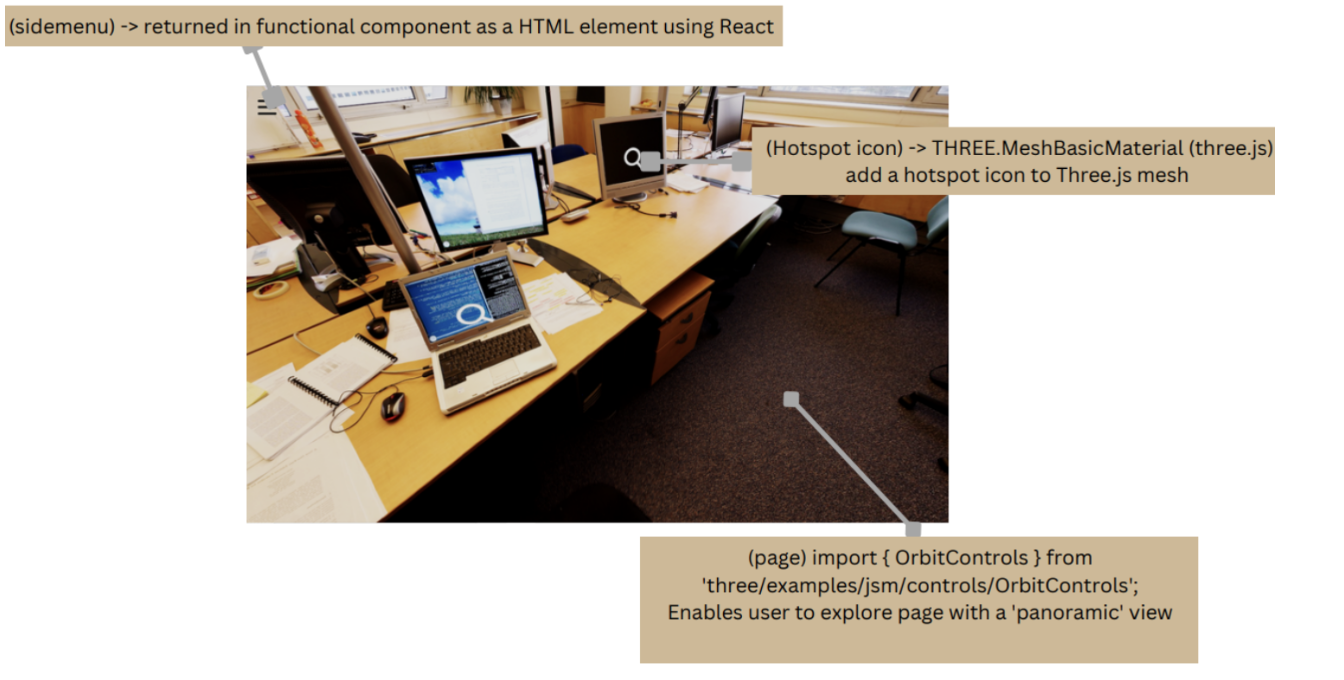 (sidemenu) -> returned in functional component as a HTML element using React
(Hotspot icon) -> THREE.MeshBasicMaterial (three.js)
add a hotspot icon to Three.js mesh
(page) import { OrbitControls } from
'three/examples/jsm/controls/OrbitControls';
Enables user to explore page with a 'panoramic' view